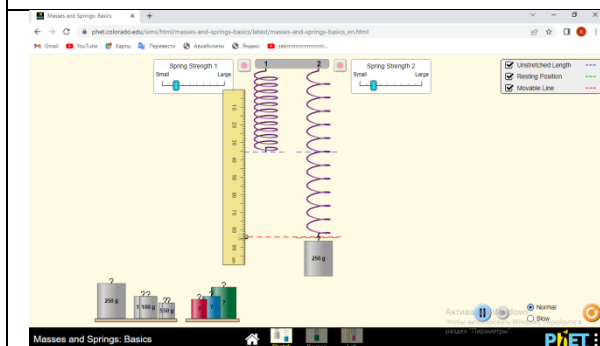 Masses and Springs Basics
phet.colorado.edu/sims/html/masses-and-springs-basics/latest/masses-and-springs-basics_en.html
Gmail YouTube Карты Перевести Авиабилеты Яндекс
Spring Strength 1
Small Large
1 2
Spring Strength 2
Small Large
Unstretched Length
Resting Position
Movable Line
10
20
30
40
50
60
70
80
90
250 g
250 g
100 g
50 g
? ? ?
Normal
Slow
Masses and Springs: Basics
PhET